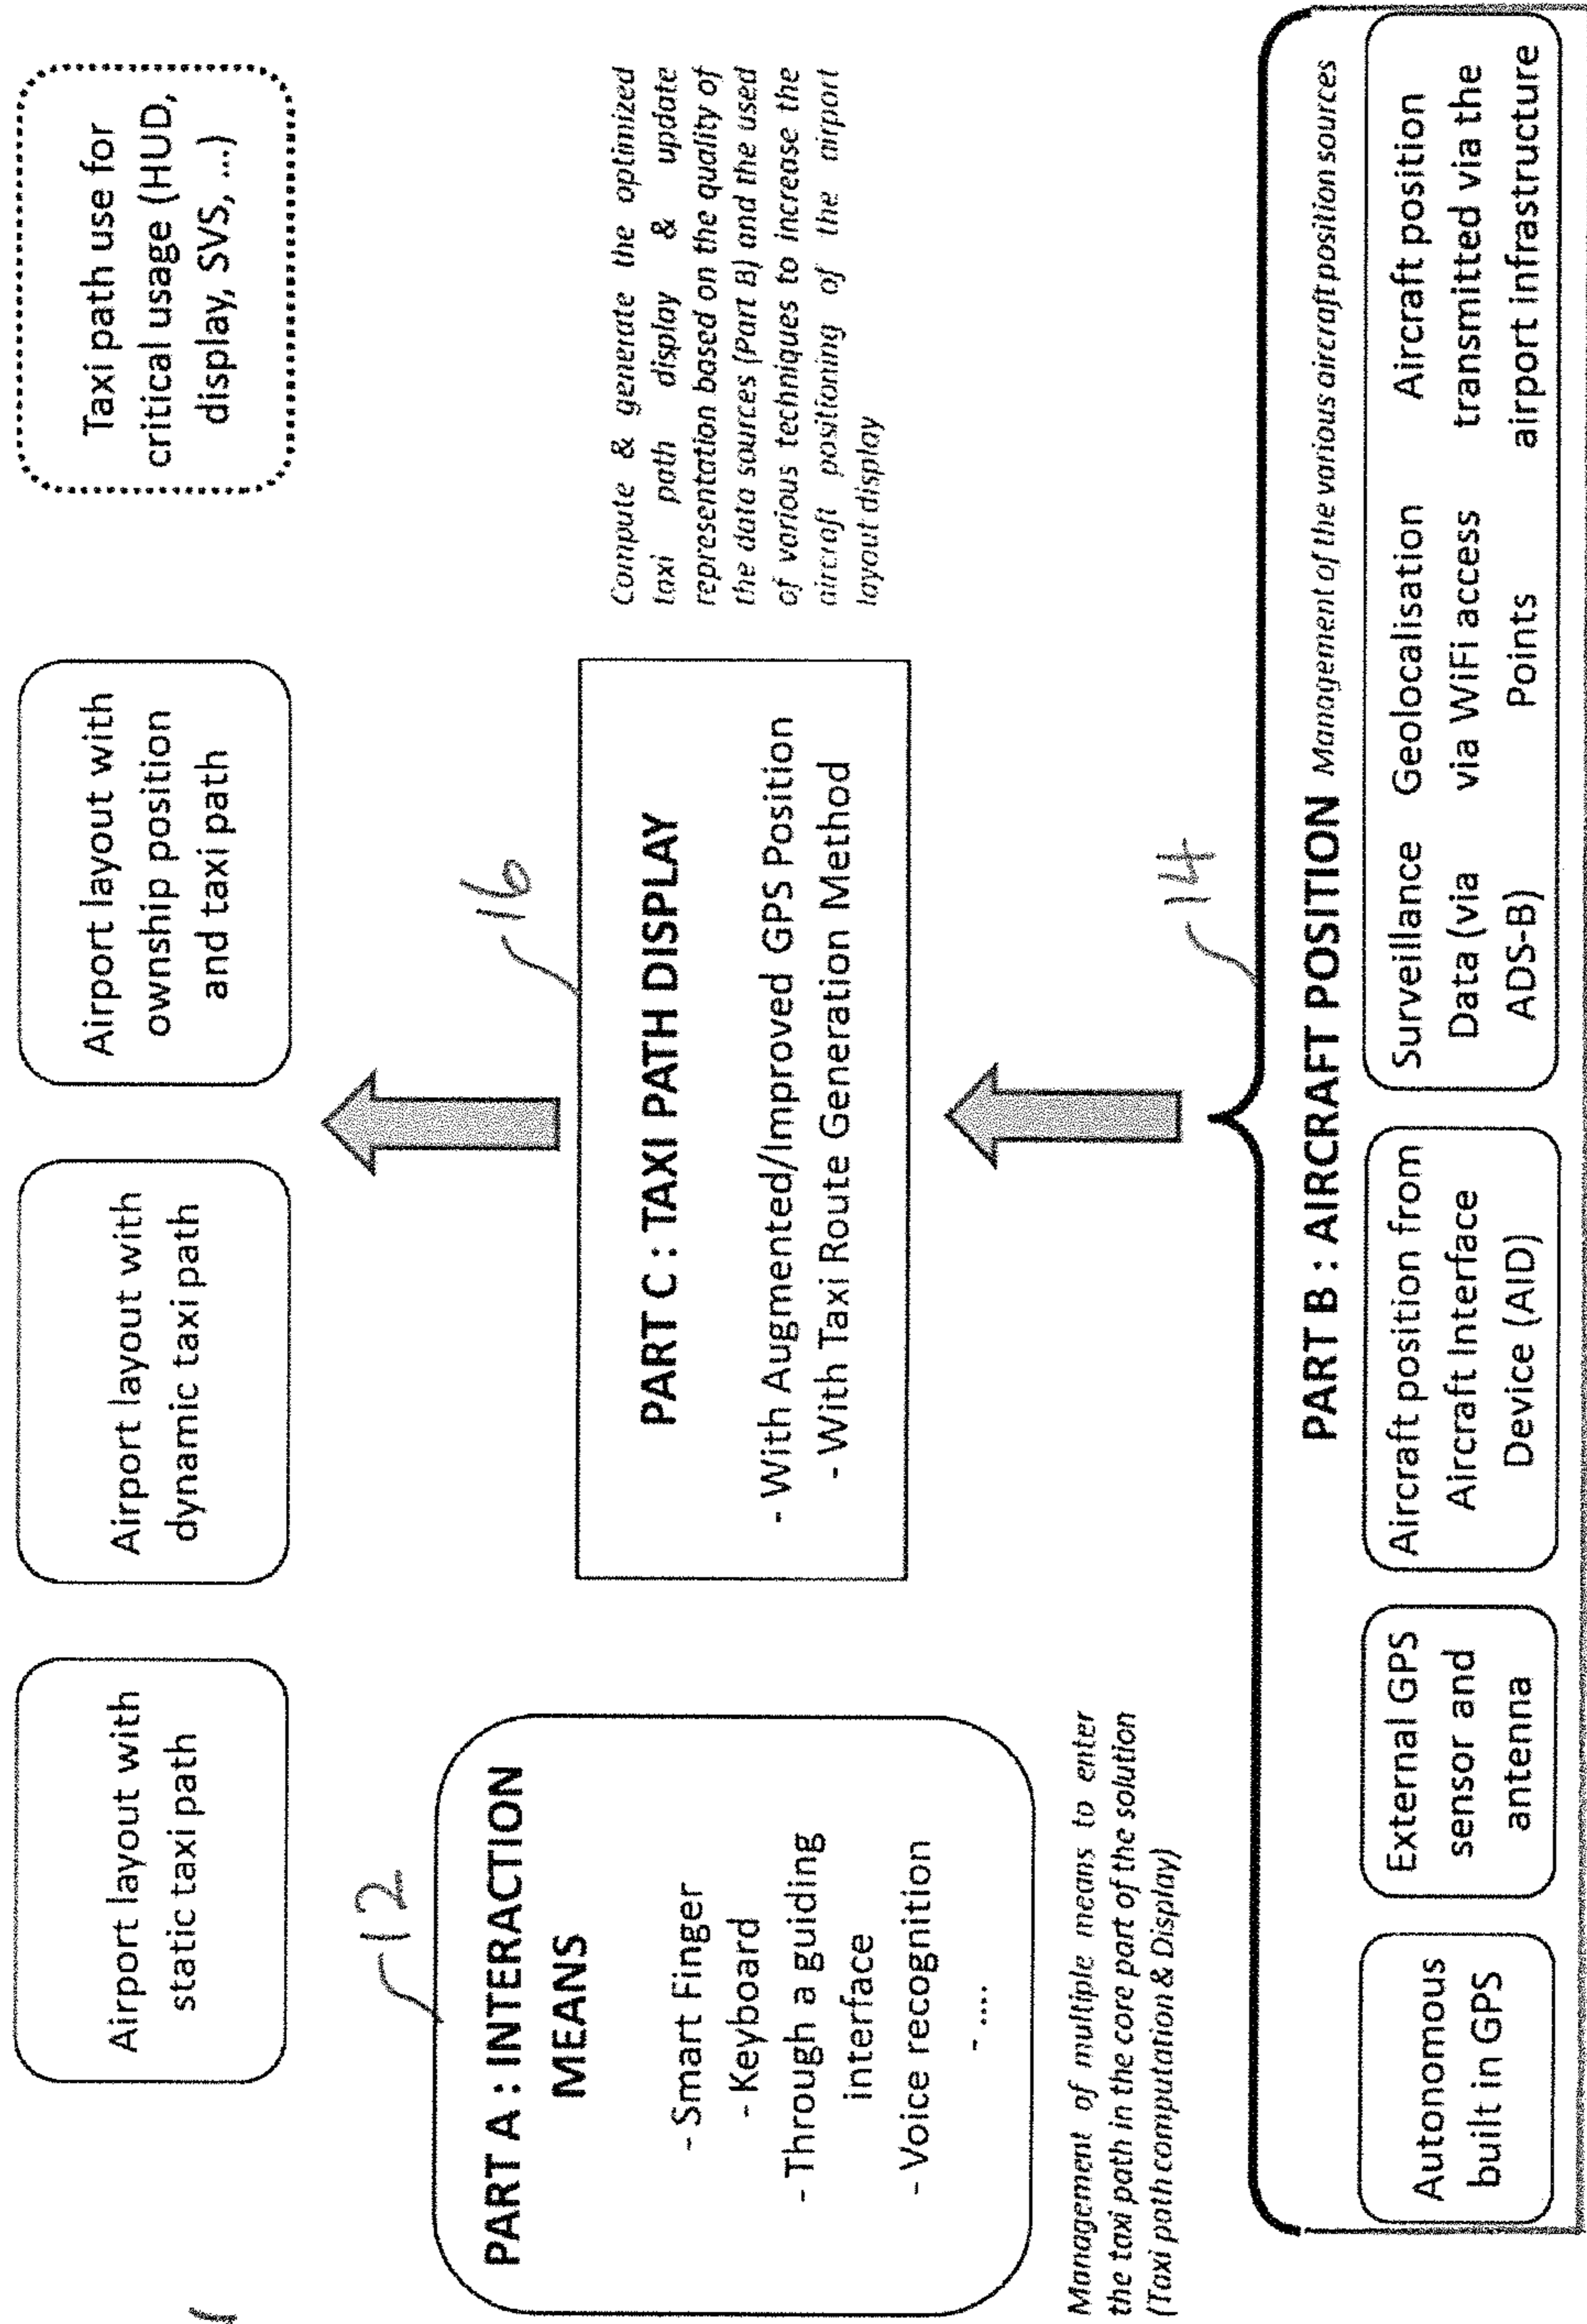 Airport layout with
static taxi path
Airport layout with
dynamic taxi path
Airport layout with
ownship position
and taxi path
Taxi path use for
critical usage (HUD,
display, SVS, ...)
12
PART A : INTERACTION
MEANS
- Smart Finger
- Keyboard
- Through a guiding
interface
- Voice recognition
- ....
Management of multiple means to enter
the taxi path in the core part of the solution
(Taxi path computation & Display)
16
PART C : TAXI PATH DISPLAY
- With Augmented/Improved GPS Position
- With Taxi Route Generation Method
Compute & generate the optimized
taxi path display & update
representation based on the quality of
the data sources (Part B) and the used
of various techniques to increase the
aircraft positioning of the airport
layout display
14
PART B : AIRCRAFT POSITION Management of the various aircraft position sources
Autonomous
built in GPS
External GPS
sensor and
antenna
Aircraft position from
Aircraft Interface
Device (AID)
Surveillance
Data (via
ADS-B)
Geolocalisation
via WiFi access
Points
Aircraft position
transmitted via the
airport infrastructure